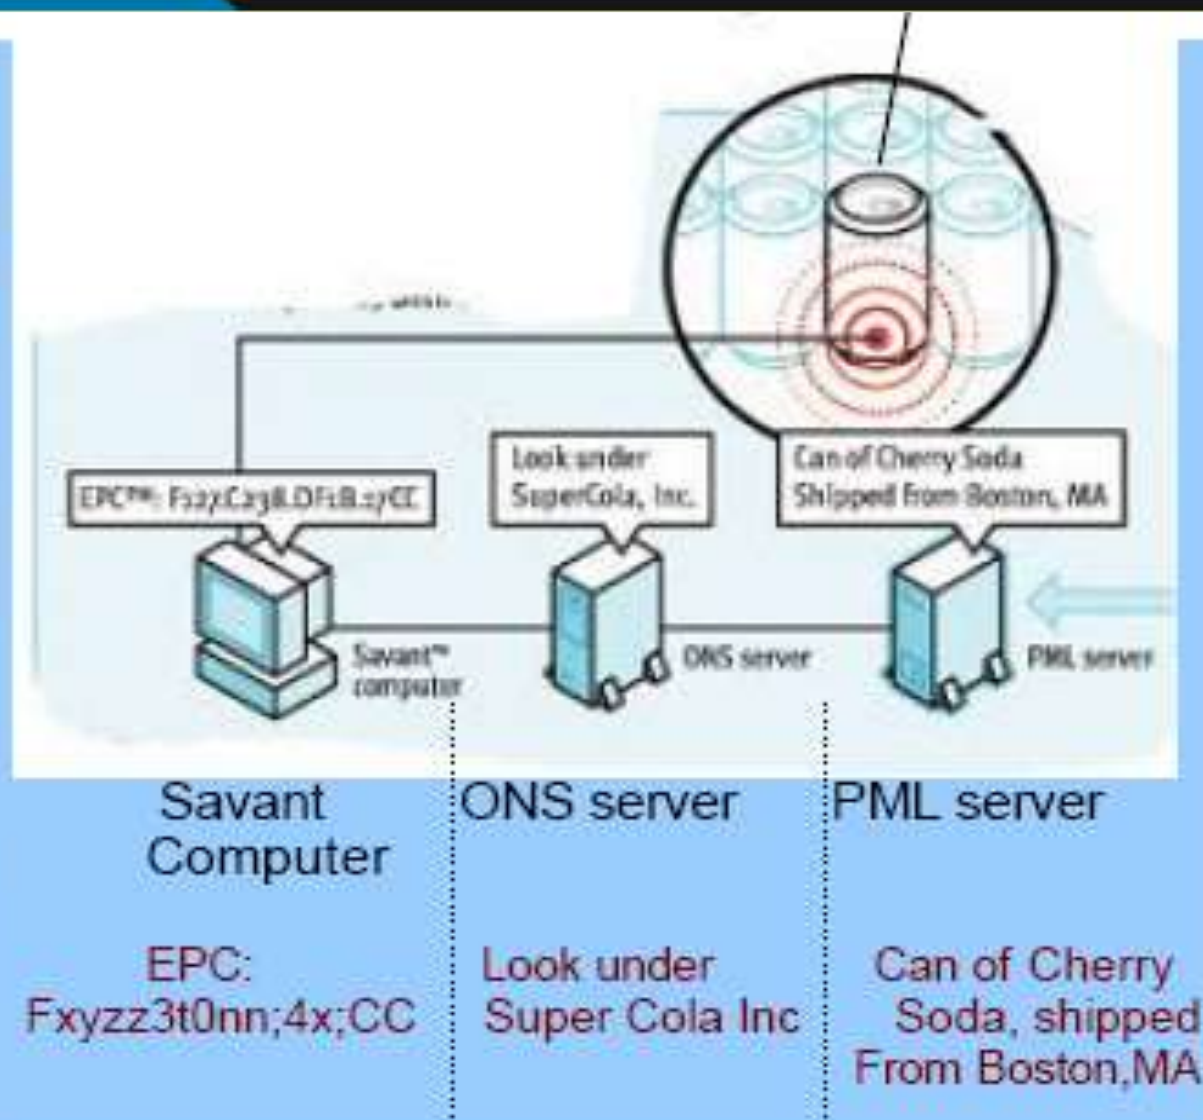 Look under
SuperCola, Inc.
Can of Cherry Soda
Shipped from Boston, MA
Savant™
computer
ONS server
PML server
Savant
Computer
ONS server
PML server
EPC:
Fxyzz3t0nn;4x;CC
Look under
Super Cola Inc
Can of Cherry
Soda, shipped
From Boston,MA